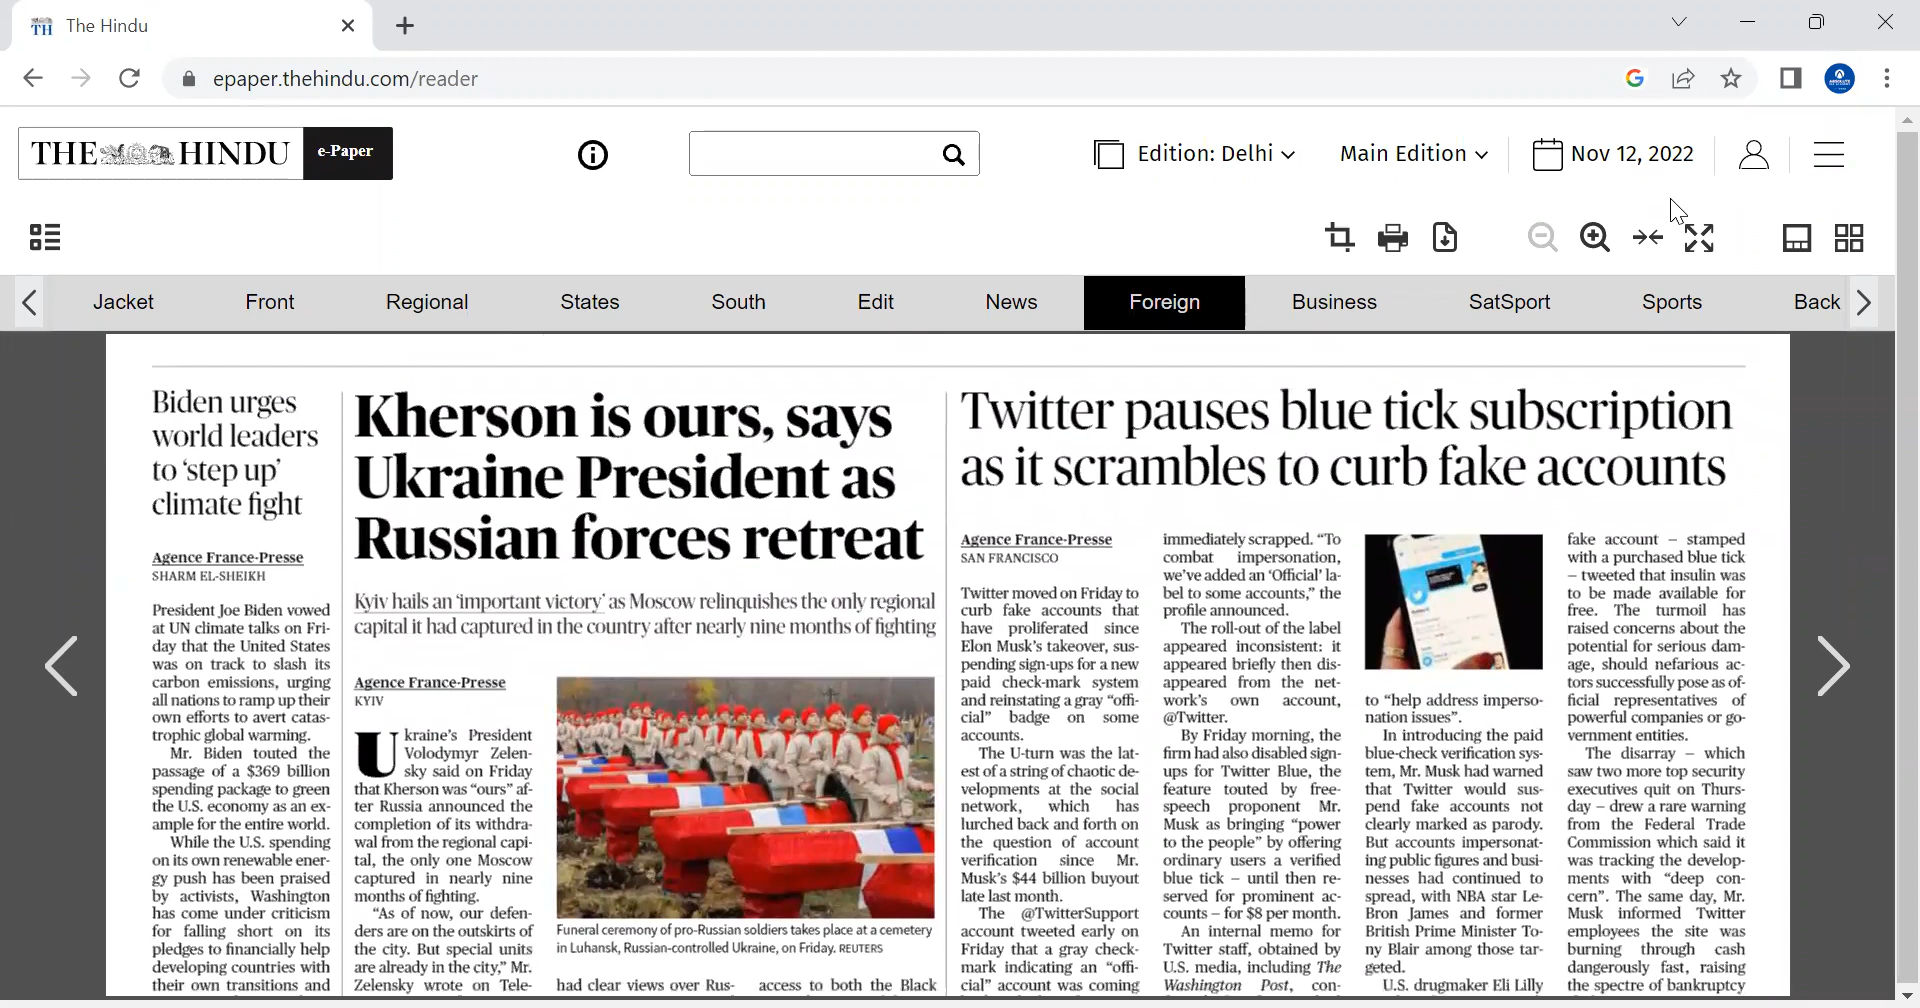 The Hindu
epaper.thehindu.com/reader
THE HINDU e-Paper
Edition: Delhi
Main Edition
Nov 12, 2022
Jacket Front Regional States South Edit News Foreign Business SatSport Sports Back
Biden urges
world leaders
to ‘step up’
climate fight
Agence France-Presse
SHARM EL-SHEIKH
President Joe Biden vowed
at UN climate talks on Fri-
day that the United States
was on track to slash its
carbon emissions, urging
all nations to ramp up their
own efforts to avert catas-
trophic global warming.
Mr. Biden touted the
passage of a $369 billion
spending package to green
the U.S. economy as an ex-
ample for the entire world.
While the U.S. spending
on its own renewable ener-
gy push has been praised
by activists, Washington
has come under criticism
for falling short on its
pledges to financially help
developing countries with
their own transitions and
Kherson is ours, says
Ukraine President as
Russian forces retreat
Kyiv hails an ‘important victory’ as Moscow relinquishes the only regional
capital it had captured in the country after nearly nine months of fighting
Agence France-Presse
KYIV
Ukraine’s President
Volodymyr Zelen-
sky said on Friday
that Kherson was “ours” af-
ter Russia announced the
completion of its withdra-
wal from the regional capi-
tal, the only one Moscow
captured in nearly nine
months of fighting.
“As of now, our defen-
ders are on the outskirts of
the city. But special units
are already in the city,” Mr.
Zelensky wrote on Tele-
Funeral ceremony of pro-Russian soldiers takes place at a cemetery
in Luhansk, Russian-controlled Ukraine, on Friday. REUTERS
had clear views over Rus-
access to both the Black
Twitter pauses blue tick subscription
as it scrambles to curb fake accounts
Agence France-Presse
SAN FRANCISCO
Twitter moved on Friday to
curb fake accounts that
have proliferated since
Elon Musk’s takeover, sus-
pending sign-ups for a new
paid check-mark system
and reinstating a gray “offi-
cial” badge on some
accounts.
The U-turn was the lat-
est of a string of chaotic de-
velopments at the social
network, which has
lurched back and forth on
the question of account
verification since Mr.
Musk’s $44 billion buyout
late last month.
The @TwitterSupport
account tweeted early on
Friday that a gray check-
mark indicating an “offi-
cial” account was coming
immediately scrapped. “To
combat impersonation,
we’ve added an ‘Official’ la-
bel to some accounts,” the
profile announced.
The roll-out of the label
appeared inconsistent: it
appeared briefly then dis-
appeared from the net-
work’s own account,
@Twitter.
By Friday morning, the
firm had also disabled sign-
ups for Twitter Blue, the
feature touted by free-
speech proponent Mr.
Musk as bringing “power
to the people” by offering
ordinary users a verified
blue tick – until then re-
served for prominent ac-
counts – for $8 per month.
An internal memo for
Twitter staff, obtained by
U.S. media, including The
Washington Post, con-
to “help address imperso-
nation issues”.
In introducing the paid
blue-check verification sys-
tem, Mr. Musk had warned
that Twitter would sus-
pend fake accounts not
clearly marked as parody.
But accounts impersonat-
ing public figures and busi-
nesses had continued to
spread, with NBA star Le-
Bron James and former
British Prime Minister To-
ny Blair among those tar-
geted.
U.S. drugmaker Eli Lilly
fake account – stamped
with a purchased blue tick
– tweeted that insulin was
to be made available for
free. The turmoil has
raised concerns about the
potential for serious dam-
age, should nefarious ac-
tors successfully pose as of-
ficial representatives of
powerful companies or go-
vernment entities.
The disarray – which
saw two more top security
executives quit on Thurs-
day – drew a rare warning
from the Federal Trade
Commission which said it
was tracking the develop-
ments with “deep con-
cern”. The same day, Mr.
Musk informed Twitter
employees the site was
burning through cash
dangerously fast, raising
the spectre of bankruptcy